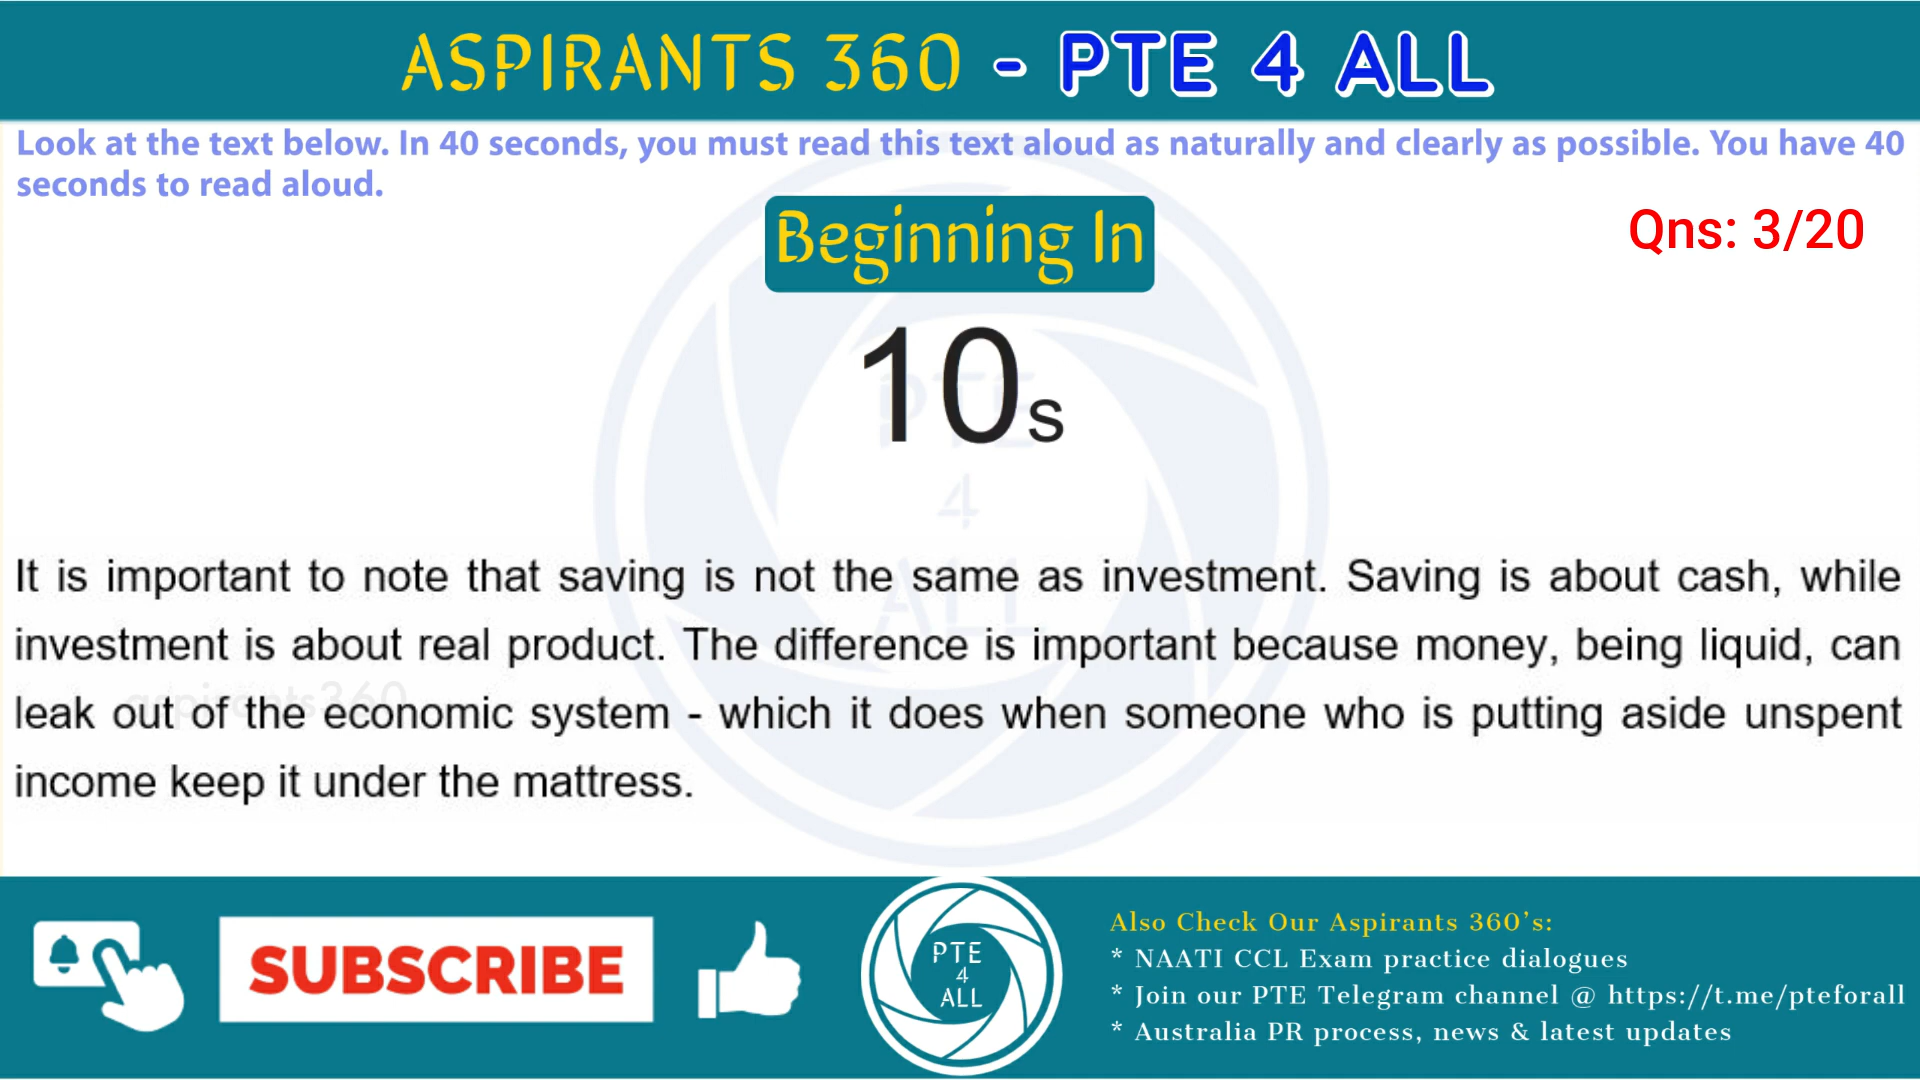 ASPIRANTS 360 - PTE 4 ALL
Look at the text below. In 40 seconds, you must read this text aloud as naturally and clearly as possible. You have 40
seconds to read aloud.
Beginning In
Qns: 3/20
10s
PTE
4
ALL
It is important to note that saving is not the same as investment. Saving is about cash, while
investment is about real product. The difference is important because money, being liquid, can
aspirants360
leak out of the economic system - which it does when someone who is putting aside unspent
income keep it under the mattress.
SUBSCRIBE
PTE
4
ALL
Also Check Our Aspirants 360's:
* NAATI CCL Exam practice dialogues
* Join our PTE Telegram channel @ https://t.me/pteforall
* Australia PR process, news & latest updates